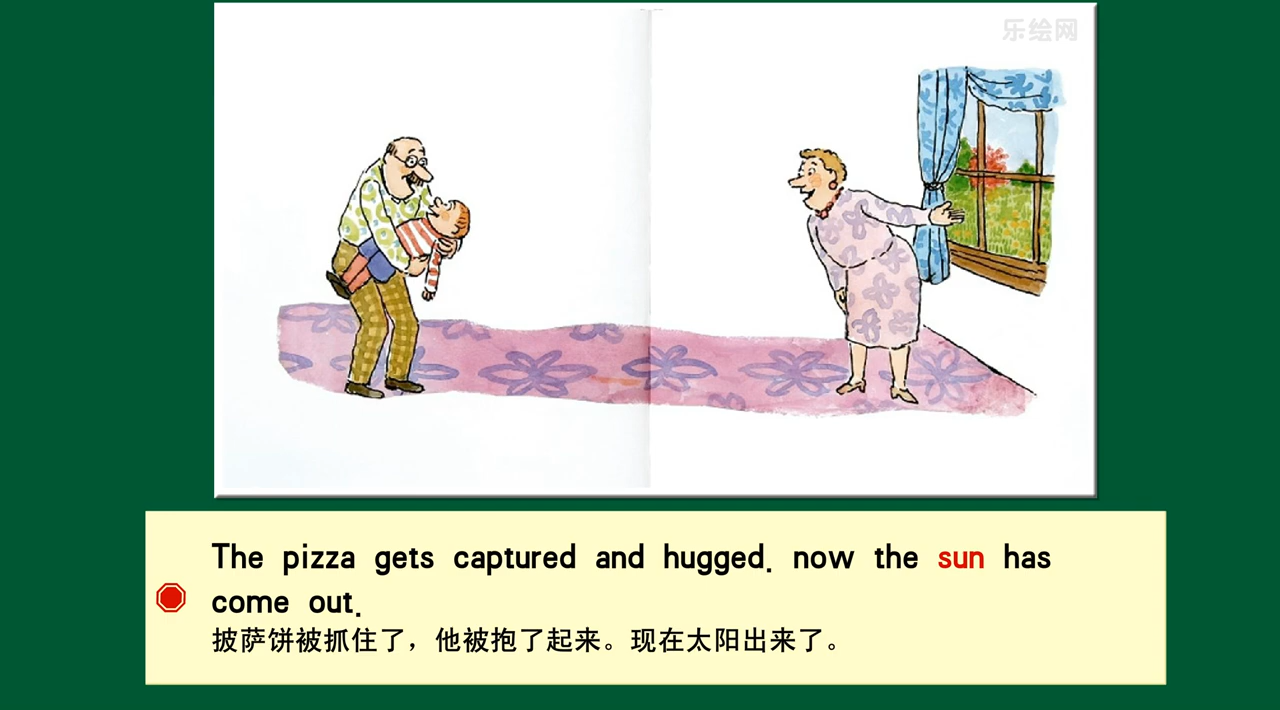 乐绘网
The pizza gets captured and hugged. now the sun has
come out.
披萨饼被抓住了，他被抱了起来。现在太阳出来了。